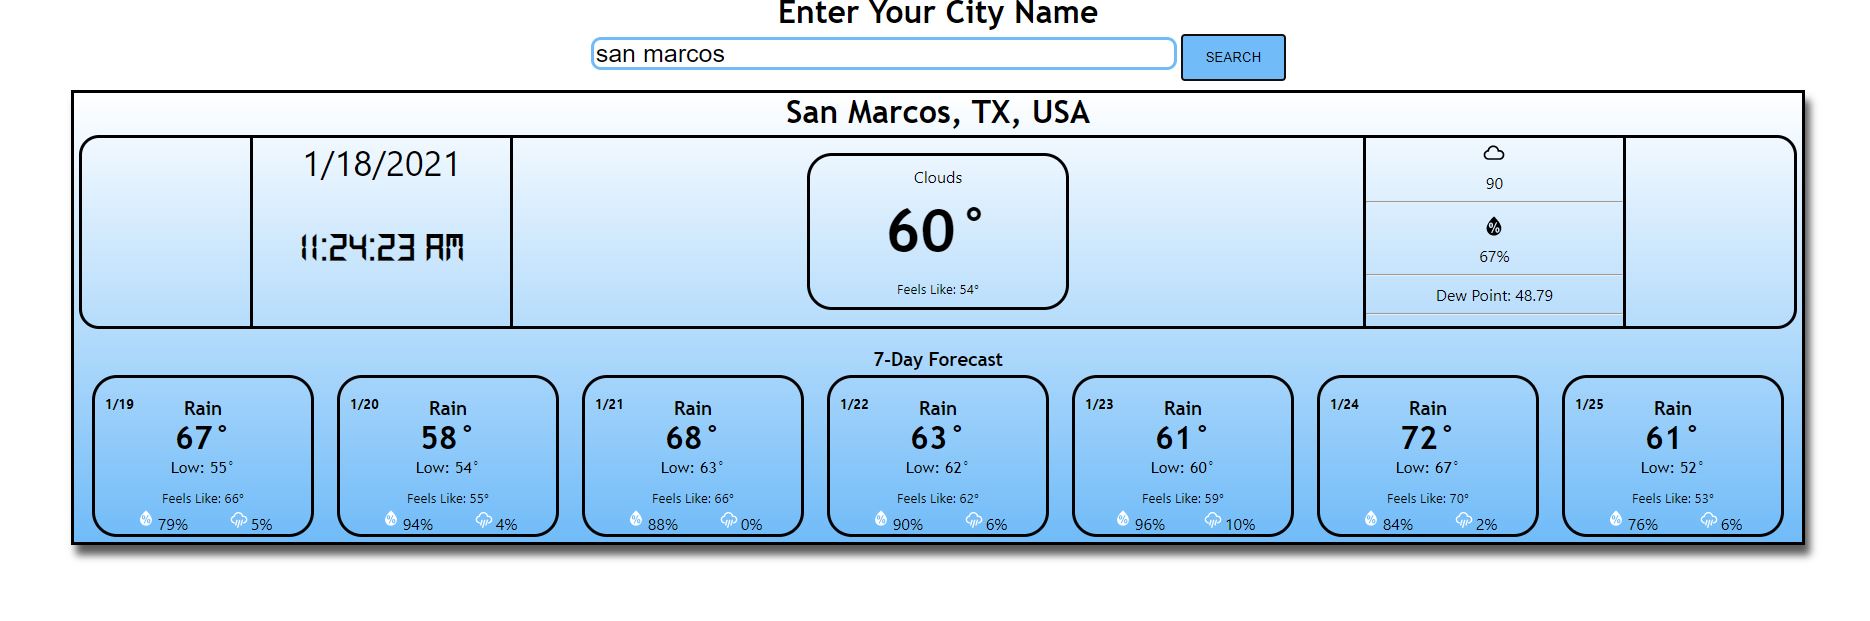 Enter Your City Name
san marcos
SEARCH
San Marcos, TX, USA
1/18/2021
11:24:23 AM
Clouds
60°
Feels Like: 54°
90
%
67%
Dew Point: 48.79
7-Day Forecast
1/19
Rain
67°
Low: 55°
Feels Like: 66°
% 79% 5%
1/20
Rain
58°
Low: 54°
Feels Like: 55°
% 94% 4%
1/21
Rain
68°
Low: 63°
Feels Like: 66°
% 88% 0%
1/22
Rain
63°
Low: 62°
Feels Like: 62°
% 90% 6%
1/23
Rain
61°
Low: 60°
Feels Like: 59°
% 96% 10%
1/24
Rain
72°
Low: 67°
Feels Like: 70°
% 84% 2%
1/25
Rain
61°
Low: 52°
Feels Like: 53°
% 76% 6%